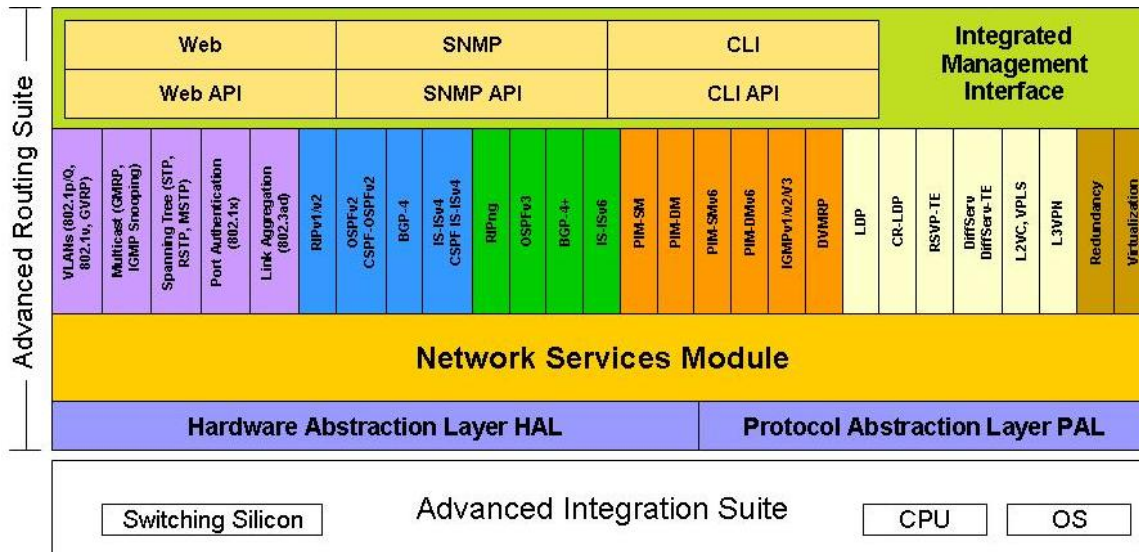 Advanced Routing Suite
Web
SNMP
CLI
Integrated
Management
Interface
Web API
SNMP API
CLI API
VLANs (802.1p/Q,
802.1v, GVRP)
Multicast (GMRP,
IGMP Snooping)
Spanning Tree (STP,
RSTP, MSTP)
Port Authentication
(802.1x)
Link Aggregation
(802.3ad)
RIPv1/v2
OSPFv2
CSPF-OSPFv2
BGP-4
IS-ISv4
CSPF IS-ISv4
RIPng
OSPFv3
BGP-4+
IS-ISv6
PIM-SM
PIM-DM
PIM-SMv6
PIM-DMv6
IGMPv1/v2/V3
DVMRP
LDP
CR-LDP
RSVP-TE
DiffServ
DiffServ-TE
L2VC, VPLS
L3VPN
Redundancy
Virtualization
Network Services Module
Hardware Abstraction Layer HAL
Protocol Abstraction Layer PAL
Advanced Integration Suite
Switching Silicon
CPU
OS